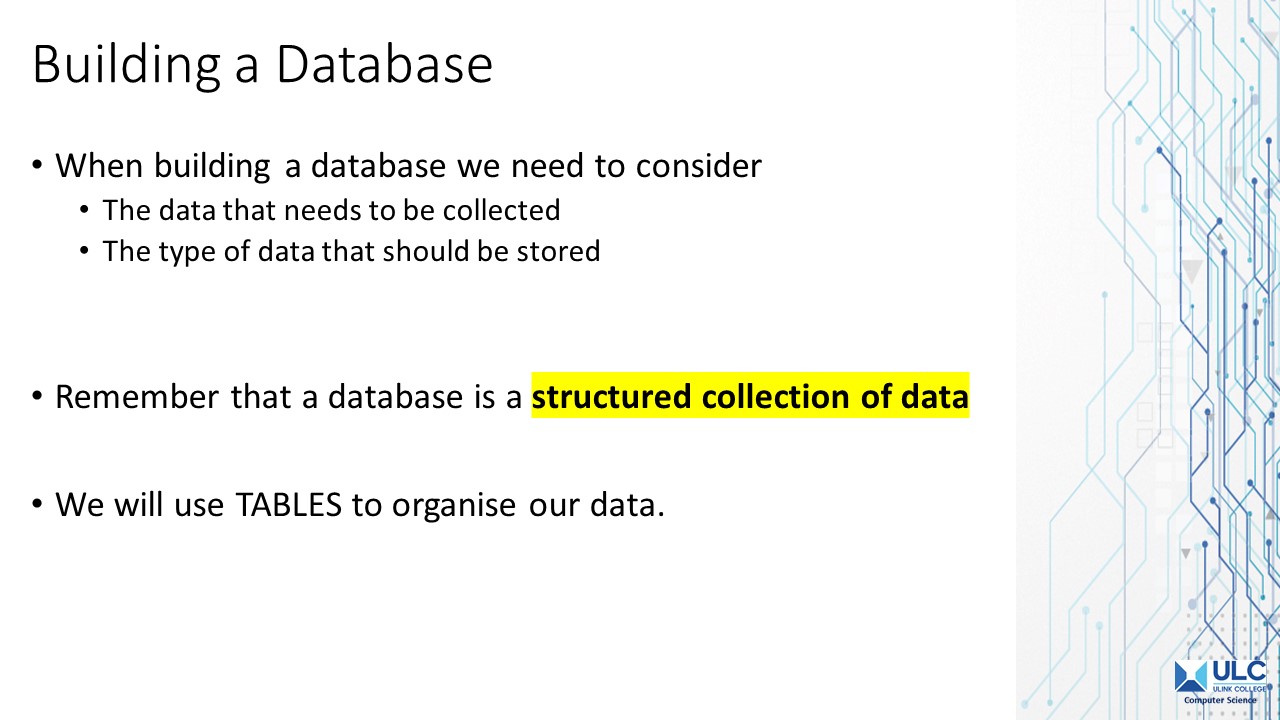 Building a Database
• When building a database we need to consider
• The data that needs to be collected
• The type of data that should be stored
• Remember that a database is a structured collection of data
• We will use TABLES to organise our data.
ULC
ULINK COLLEGE
Computer Science